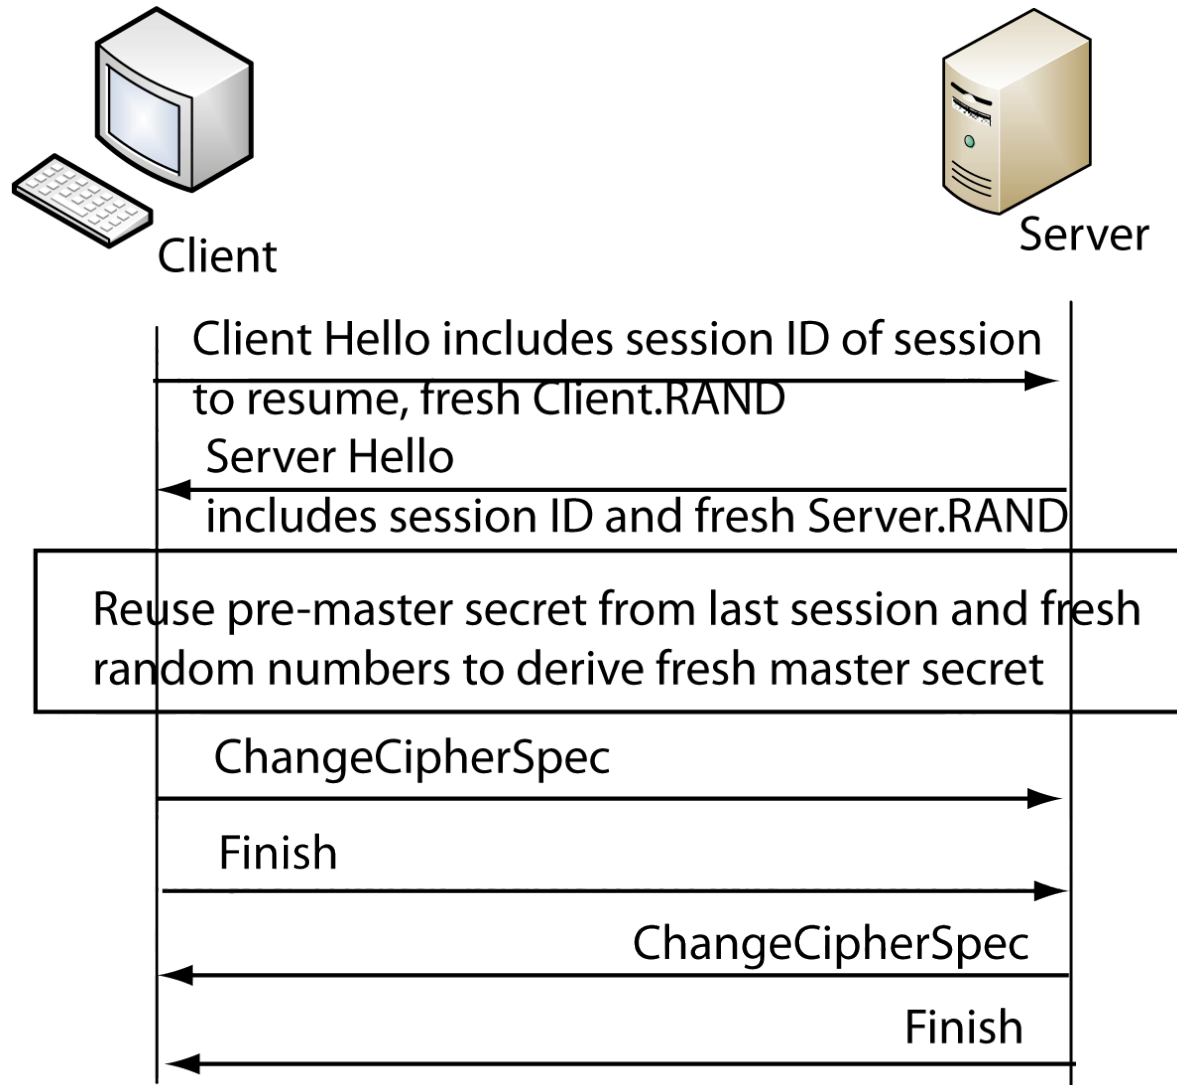 Client
Server
Client Hello includes session ID of session
to resume, fresh Client.RAND
Server Hello
includes session ID and fresh Server.RAND
Reuse pre-master secret from last session and fresh
random numbers to derive fresh master secret
ChangeCipherSpec
Finish
ChangeCipherSpec
Finish